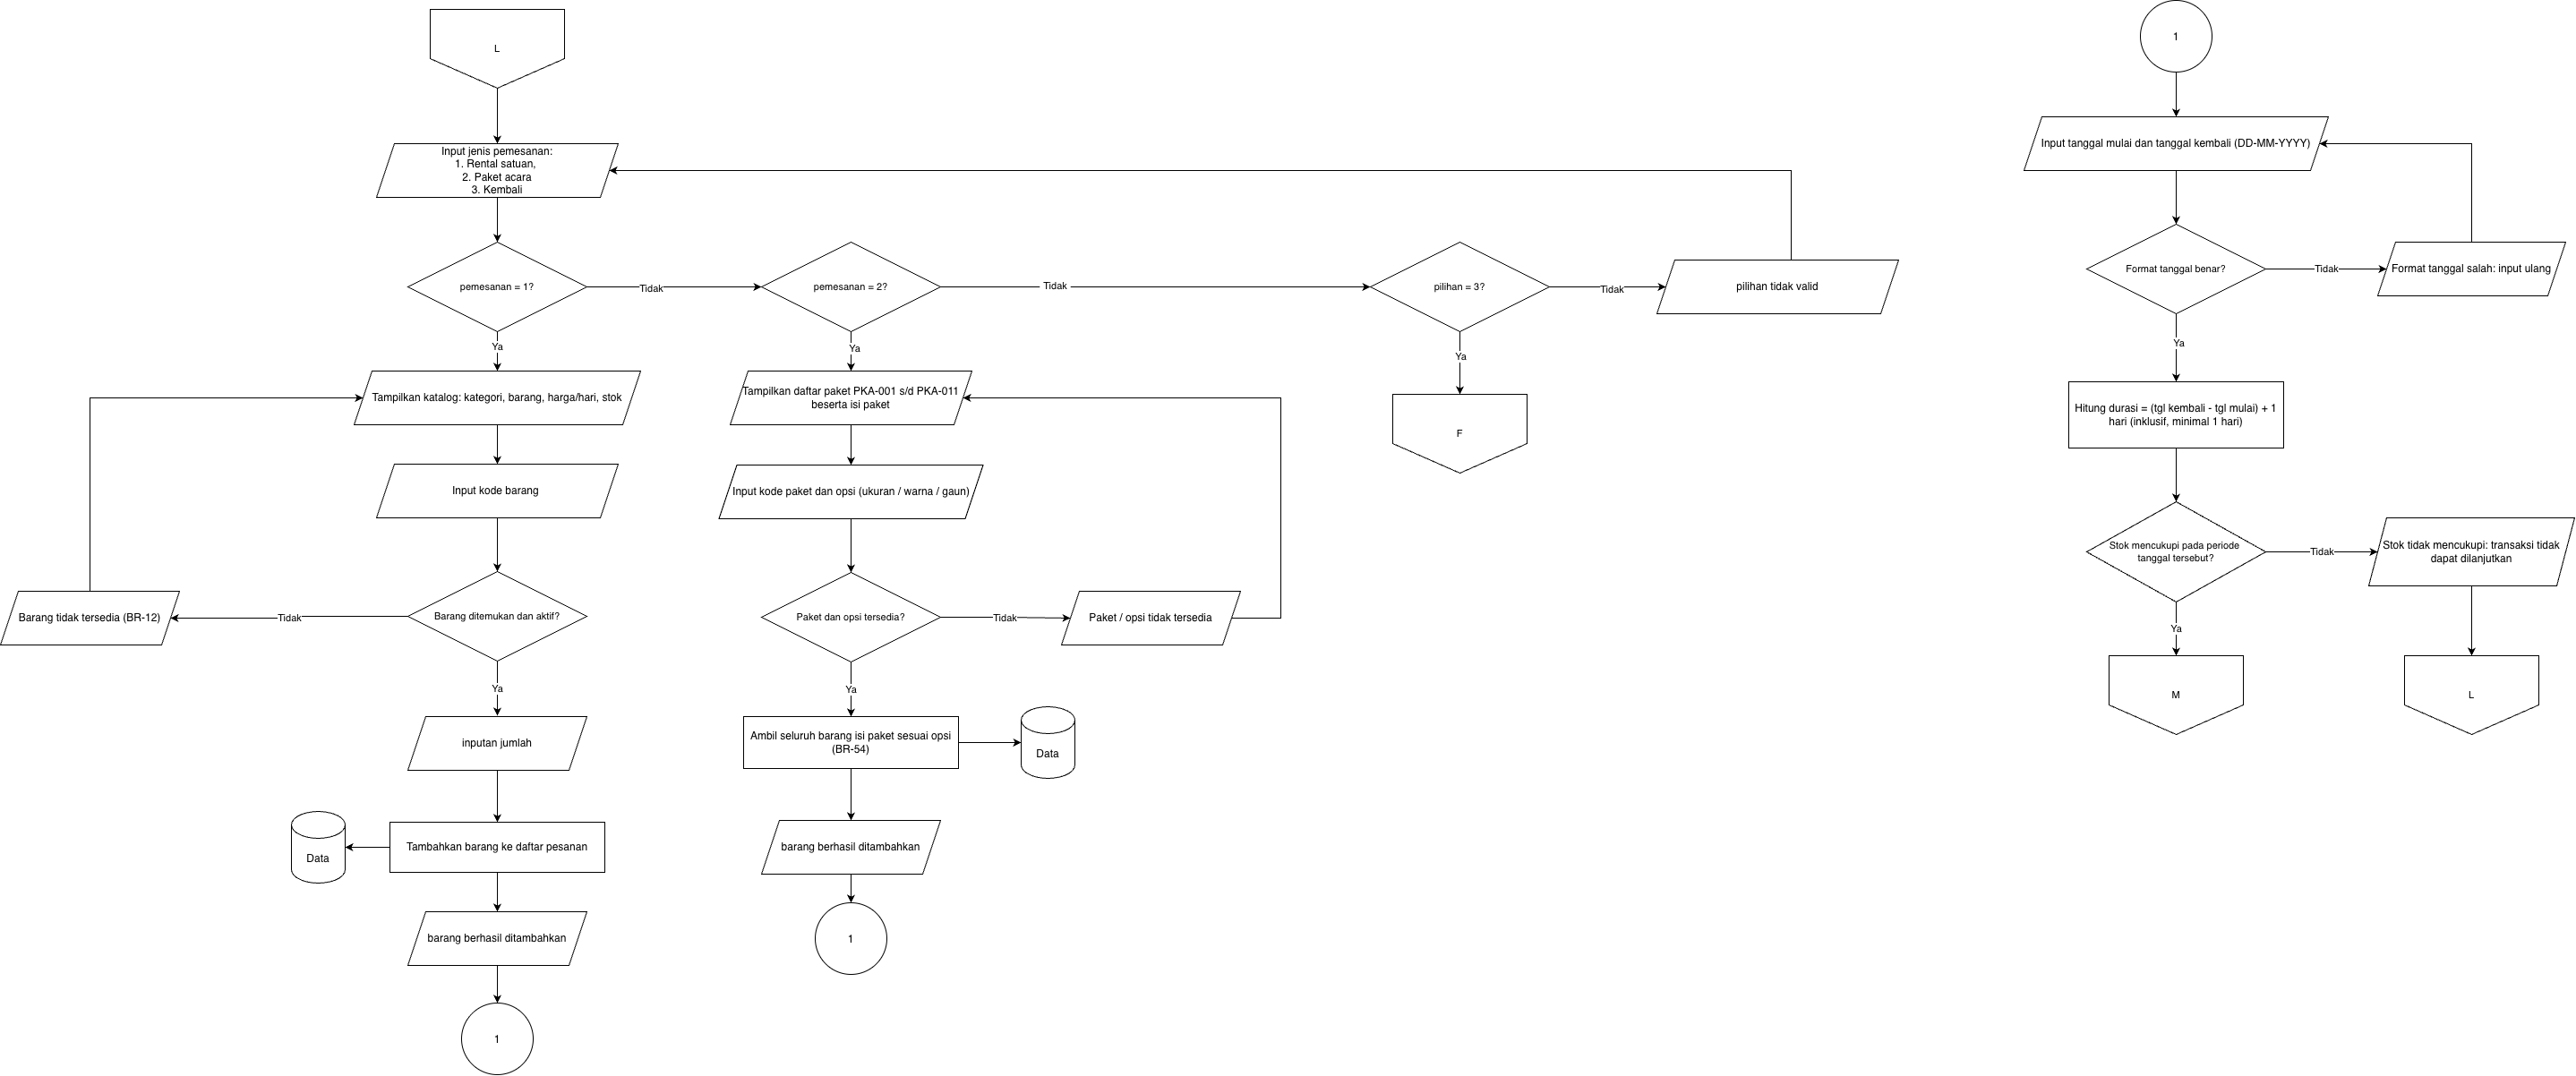 L
Input jenis pemesanan:
1. Rental satuan,
2. Paket acara
3. Kembali
pemesanan = 1?
Tidak
pemesanan = 2?
Tidak
pilihan = 3?
Tidak
pilihan tidak valid
Ya
Ya
Ya
Tampilkan katalog: kategori, barang, harga/hari, stok
Tampilkan daftar paket PKA-001 s/d PKA-011
beserta isi paket
F
Input kode barang
Input kode paket dan opsi (ukuran / warna / gaun)
Barang tidak tersedia (BR-12)
Tidak
Barang ditemukan dan aktif?
Paket dan opsi tersedia?
Tidak
Paket / opsi tidak tersedia
Ya
Ya
inputan jumlah
Ambil seluruh barang isi paket sesuai opsi
(BR-54)
Data
Data
Tambahkan barang ke daftar pesanan
barang berhasil ditambahkan
barang berhasil ditambahkan
1
1
1
Input tanggal mulai dan tanggal kembali (DD-MM-YYYY)
Format tanggal benar?
Tidak
Format tanggal salah: input ulang
Ya
Hitung durasi = (tgl kembali - tgl mulai) + 1
hari (inklusif, minimal 1 hari)
Stok mencukupi pada periode
tanggal tersebut?
Tidak
Stok tidak mencukupi: transaksi tidak
dapat dilanjutkan
Ya
M
L